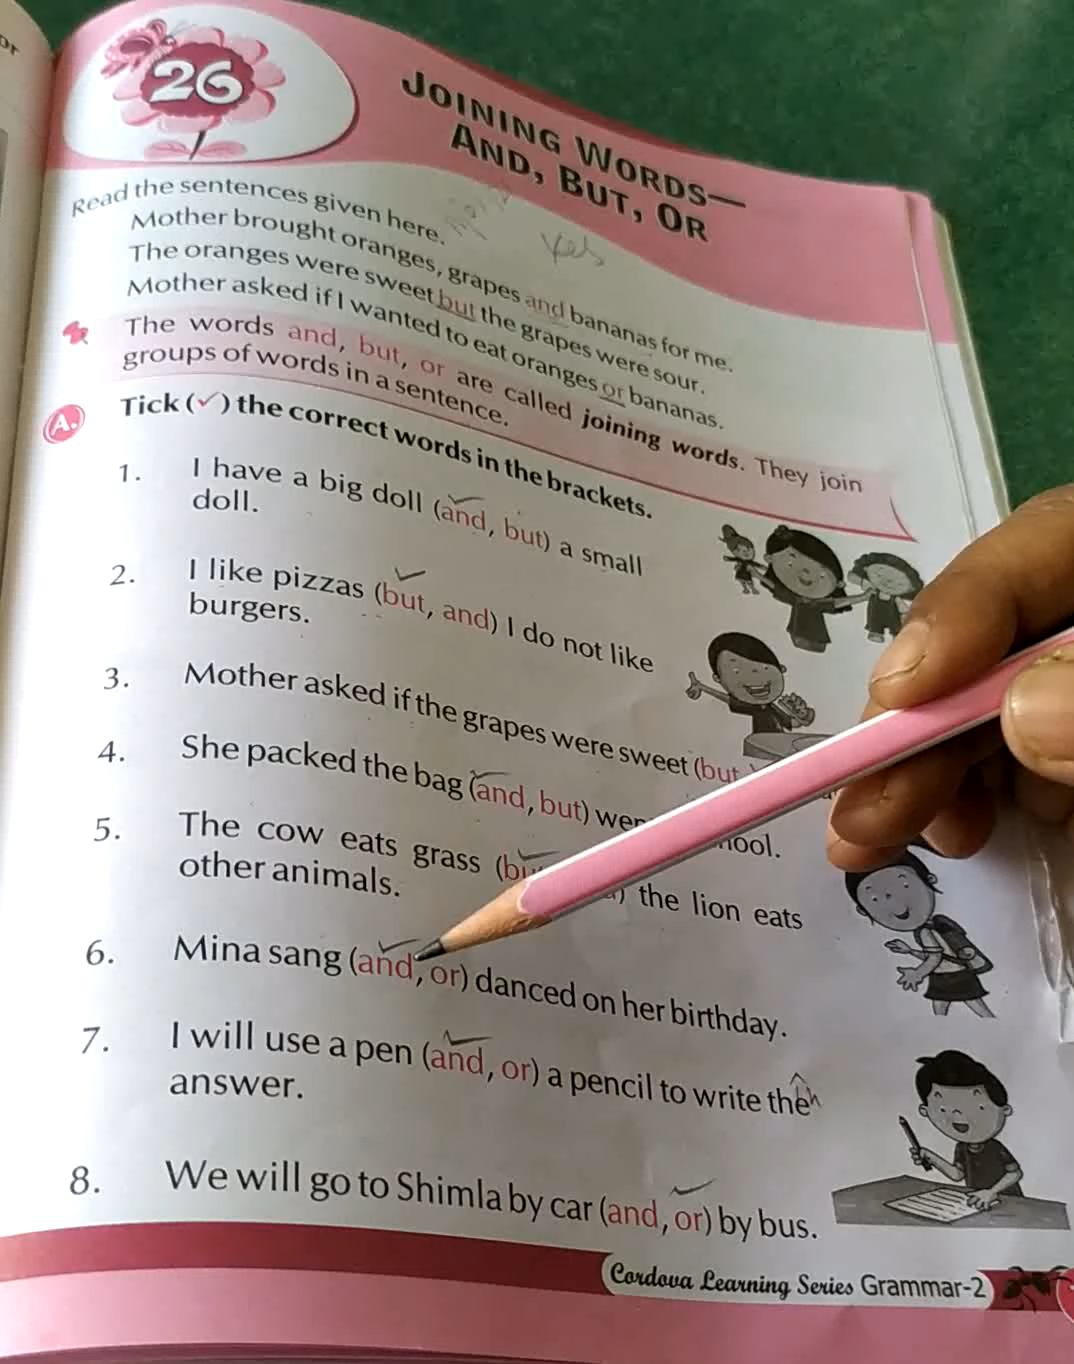 26
JOINING WORDS—
AND, BUT, OR
Read the sentences given here.
Yes
Mother brought oranges, grapes and bananas for me.
The oranges were sweet but the grapes were sour.
Mother asked if I wanted to eat oranges or bananas.
The words and, but, or are called joining words. They join
groups of words in a sentence.
A. Tick (✓) the correct words in the brackets.
1. I have a big doll (and, but) a small
doll.
2. I like pizzas (but, and) I do not like
burgers.
3. Mother asked if the grapes were sweet (but
4. She packed the bag (and, but)
5. The cow eats grass the lion eats
other animals.
6. Mina sang (and, or) danced on her birthday.
7. I will use a pen (and, or) a pencil to write the
answer.
8. We will go to Shimla by car (and, or) by bus.
Cordova Learning Series Grammar-2